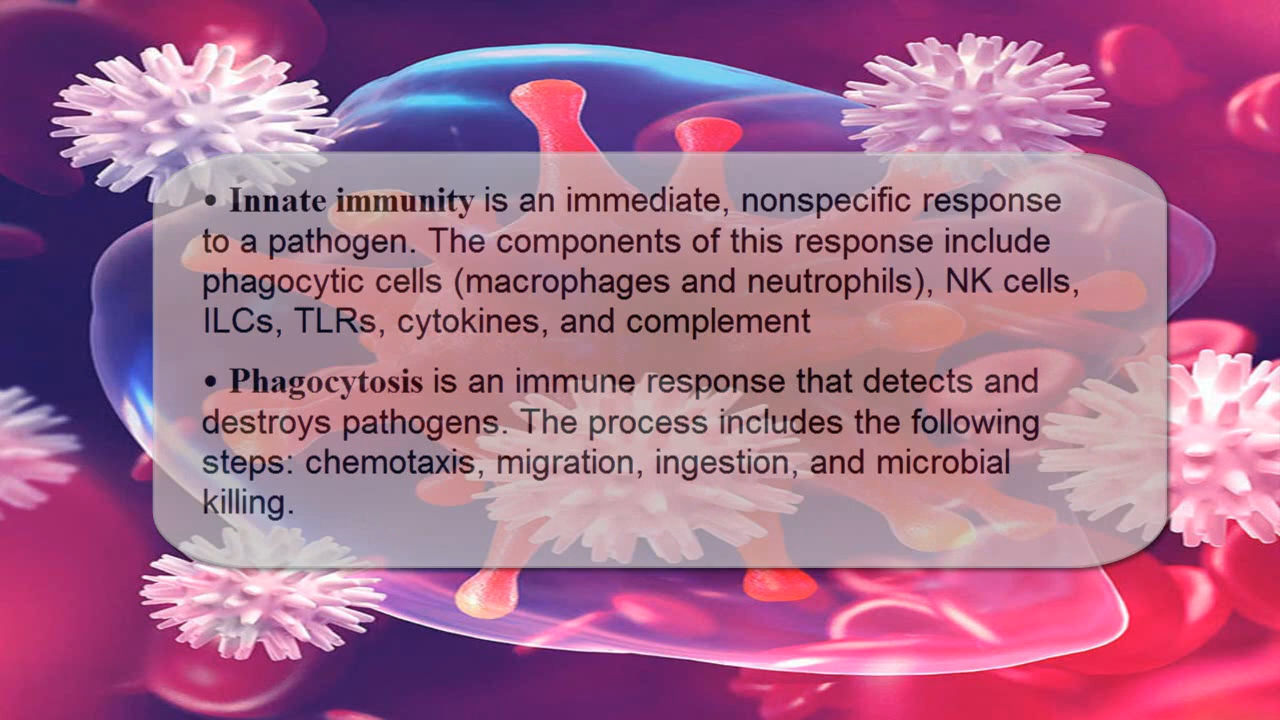 • Innate immunity is an immediate, nonspecific response
to a pathogen. The components of this response include
phagocytic cells (macrophages and neutrophils), NK cells,
ILCs, TLRs, cytokines, and complement
• Phagocytosis is an immune response that detects and
destroys pathogens. The process includes the following
steps: chemotaxis, migration, ingestion, and microbial
killing.